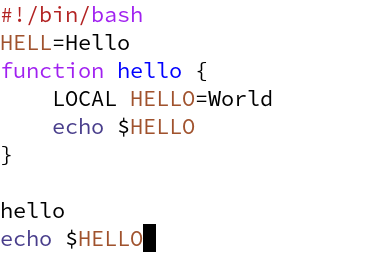 #!/bin/bash
HELL=Hello
function hello {
    LOCAL HELLO=World
    echo $HELLO
}

hello
echo $HELLO